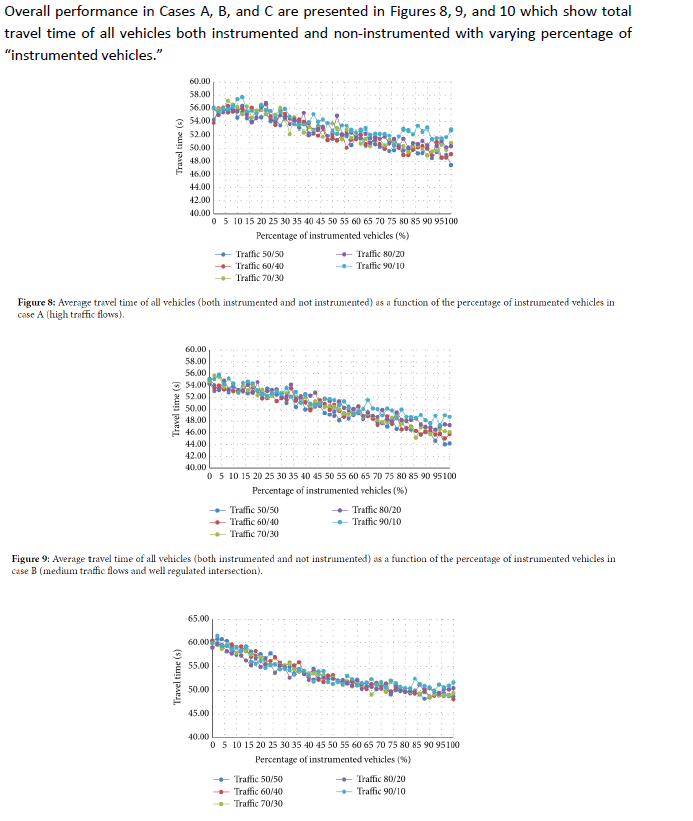 Overall performance in Cases A, B, and C are presented in Figures 8, 9, and 10 which show total
travel time of all vehicles both instrumented and non-instrumented with varying percentage of
“instrumented vehicles.”
60.00
58.00
56.00
54.00
52.00
50.00
48.00
46.00
44.00
42.00
40.00
Travel time (s)
0 5 10 15 20 25 30 35 40 45 50 55 60 65 70 75 80 85 90 95100
Percentage of instrumented vehicles (%)
Traffic 50/50
Traffic 60/40
Traffic 70/30
Traffic 80/20
Traffic 90/10
Figure 8: Average travel time of all vehicles (both instrumented and not instrumented) as a function of the percentage of instrumented vehicles in
case A (high traffic flows).
60.00
58.00
56.00
54.00
52.00
50.00
48.00
46.00
44.00
42.00
40.00
Travel time (s)
0 5 10 15 20 25 30 35 40 45 50 55 60 65 70 75 80 85 90 95100
Percentage of instrumented vehicles (%)
Traffic 50/50
Traffic 60/40
Traffic 70/30
Traffic 80/20
Traffic 90/10
Figure 9: Average travel time of all vehicles (both instrumented and not instrumented) as a function of the percentage of instrumented vehicles in
case B (medium traffic flows and well regulated intersection).
65.00
60.00
55.00
50.00
45.00
40.00
Travel time (s)
0 5 10 15 20 25 30 35 40 45 50 55 60 65 70 75 80 85 90 95100
Percentage of instrumented vehicles (%)
Traffic 50/50
Traffic 60/40
Traffic 70/30
Traffic 80/20
Traffic 90/10